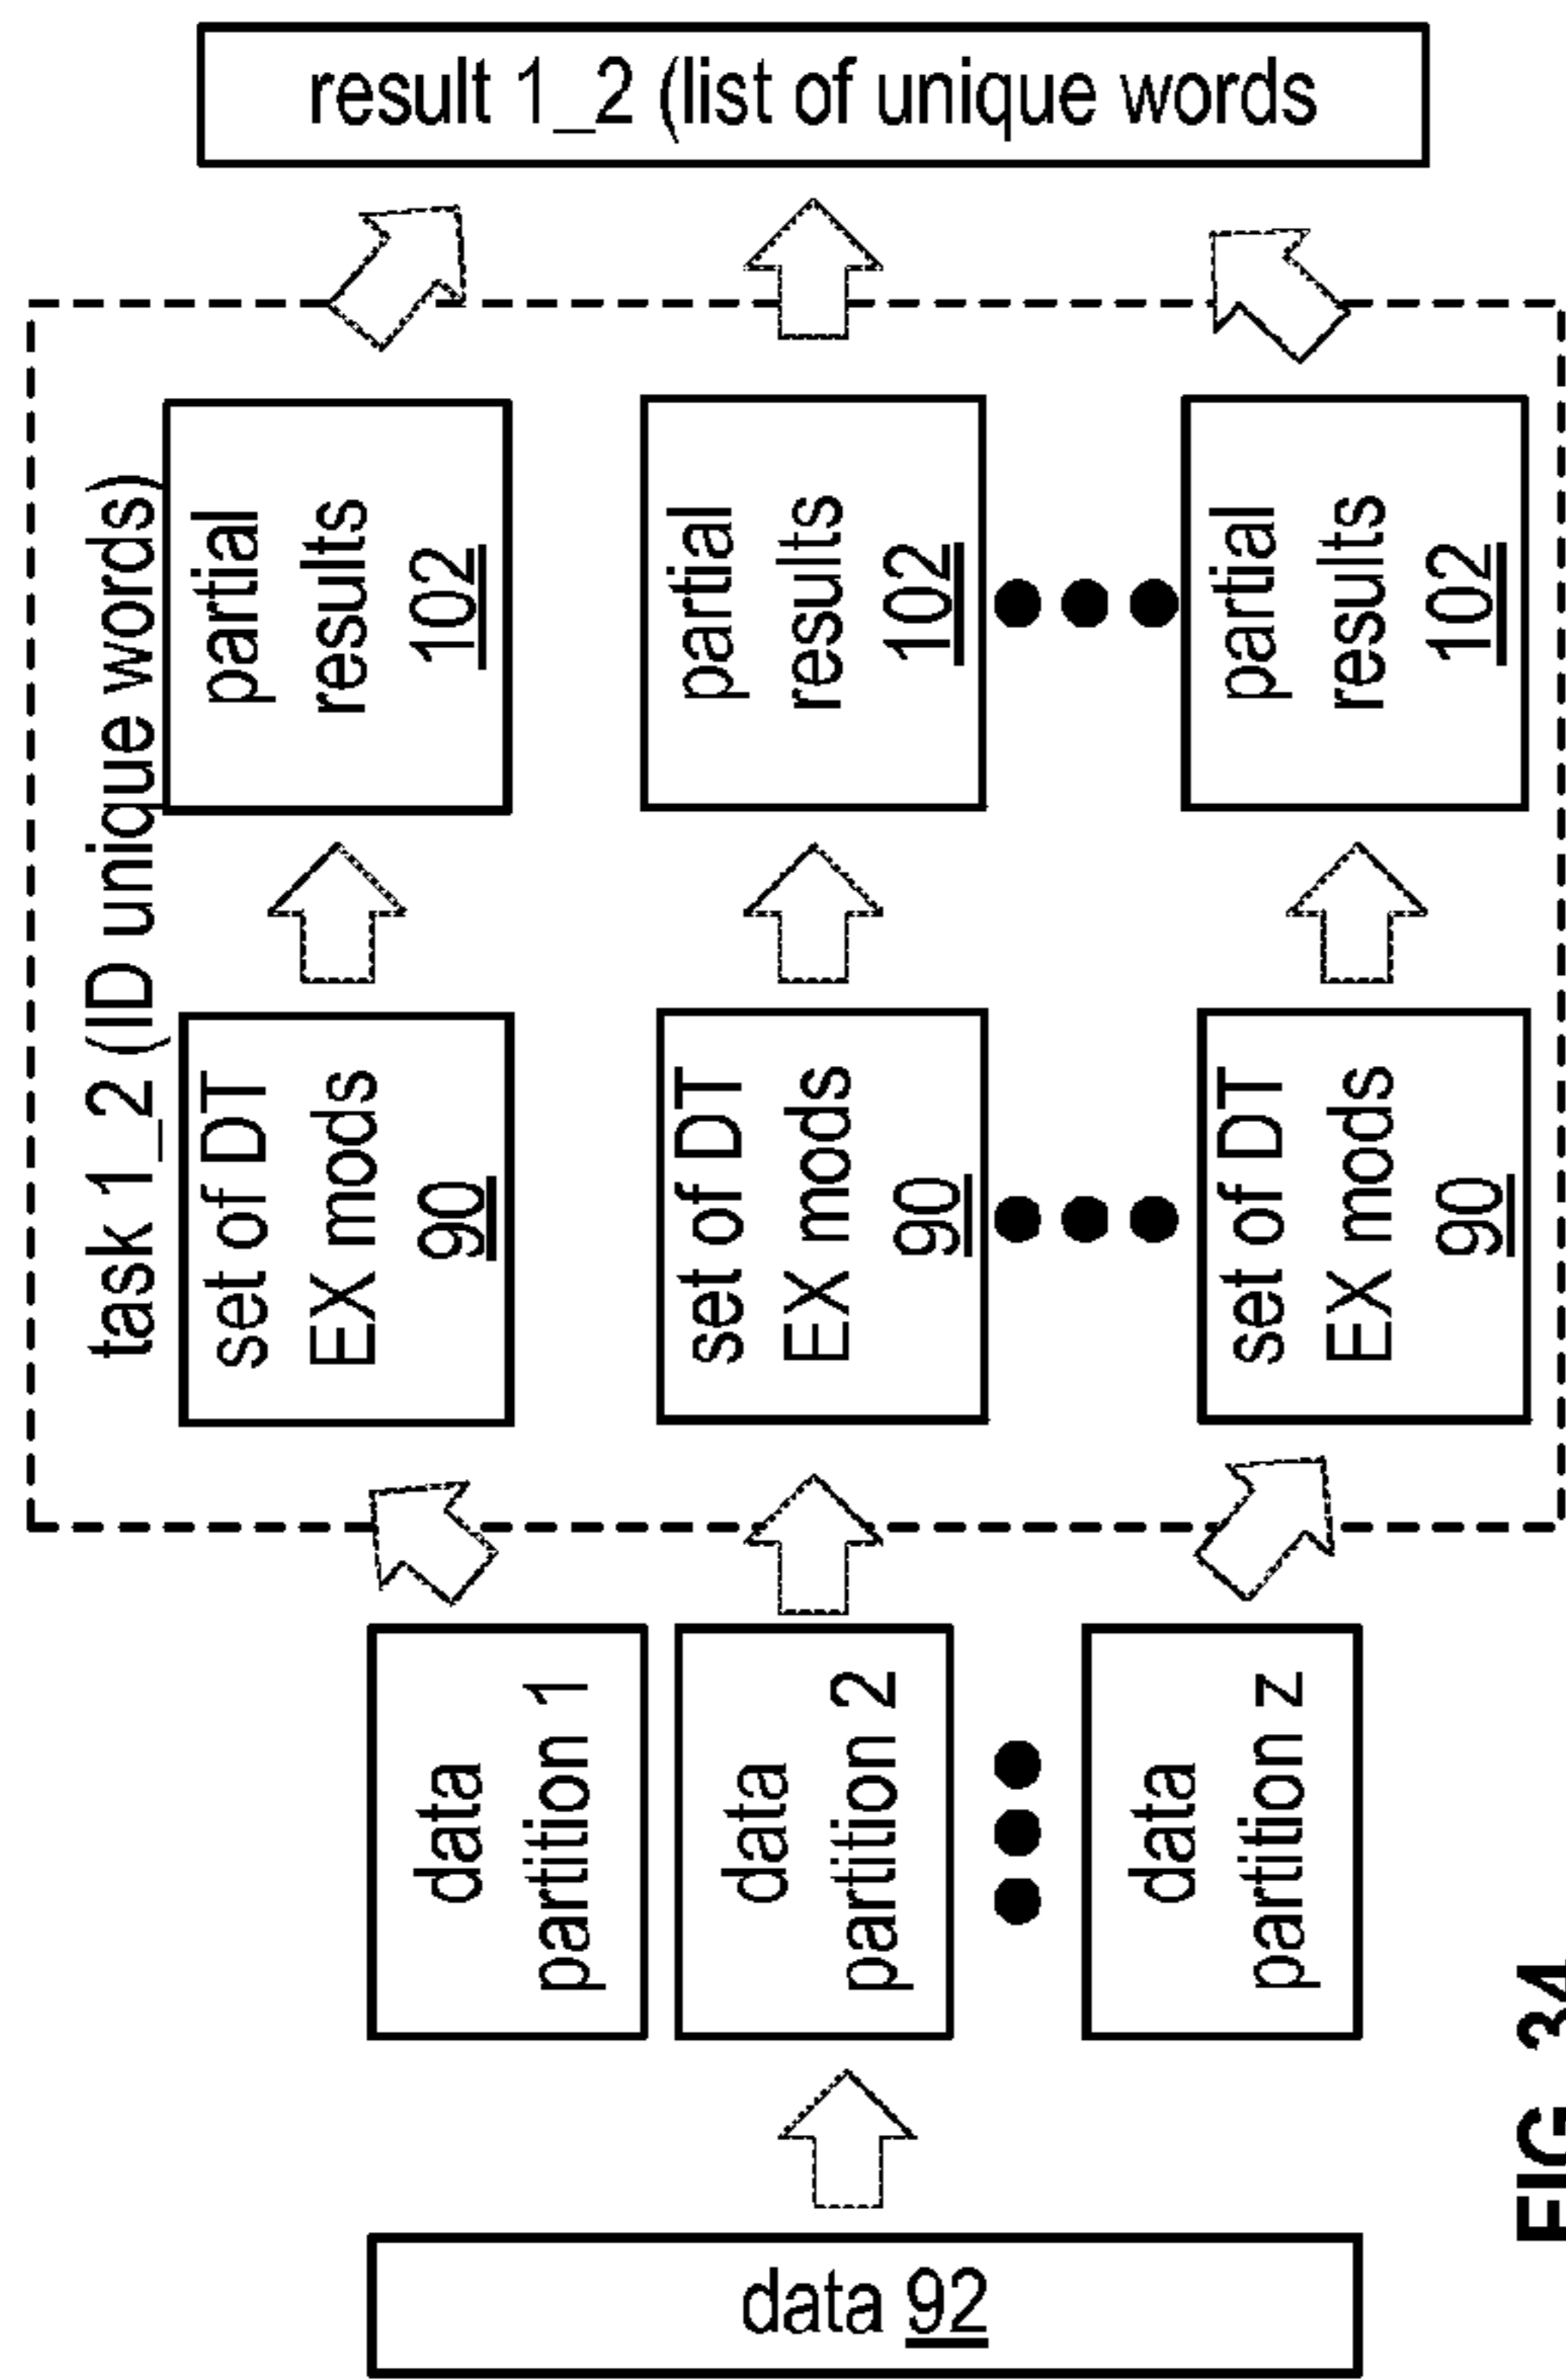 result 1_2 (list of unique words
task 1_2 (ID unique words)
partial
results
102
partial
results
102
partial
results
102
set of DT
EX mods
90
set of DT
EX mods
90
set of DT
EX mods
90
data
partition 1
data
partition 2
data
partition z
data 92
FIG. 34